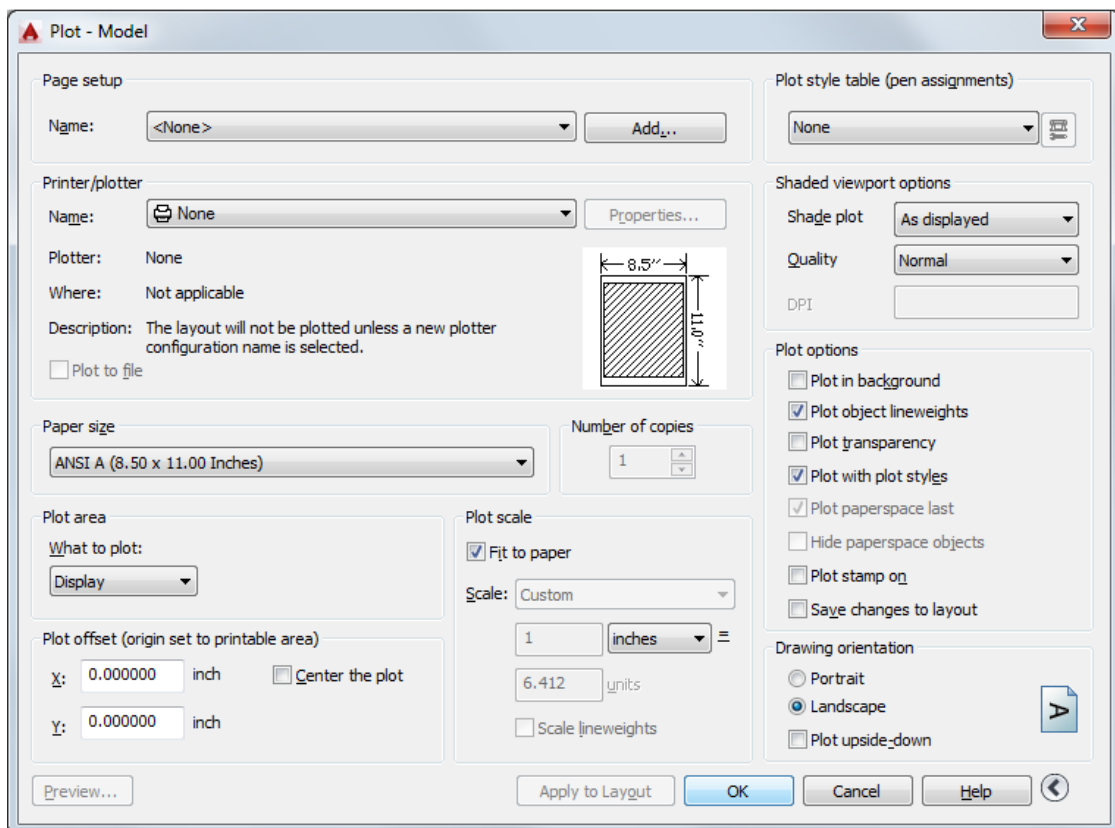 Plot - Model
Page setup
Name: <None> Add...
Printer/plotter
Name: None Properties...
Plotter: None
Where: Not applicable
Description: The layout will not be plotted unless a new plotter
configuration name is selected.
Plot to file
8.5″
11.0″
Paper size
ANSI A (8.50 x 11.00 Inches)
Number of copies
1
Plot area
What to plot:
Display
Plot offset (origin set to printable area)
X: 0.000000 inch Center the plot
Y: 0.000000 inch
Plot scale
Fit to paper
Scale: Custom
1 inches =
6.412 units
Scale lineweights
Plot style table (pen assignments)
None
Shaded viewport options
Shade plot As displayed
Quality Normal
DPI
Plot options
Plot in background
Plot object lineweights
Plot transparency
Plot with plot styles
Plot paperspace last
Hide paperspace objects
Plot stamp on
Save changes to layout
Drawing orientation
Portrait
Landscape
Plot upside-down
A
Preview... Apply to Layout OK Cancel Help